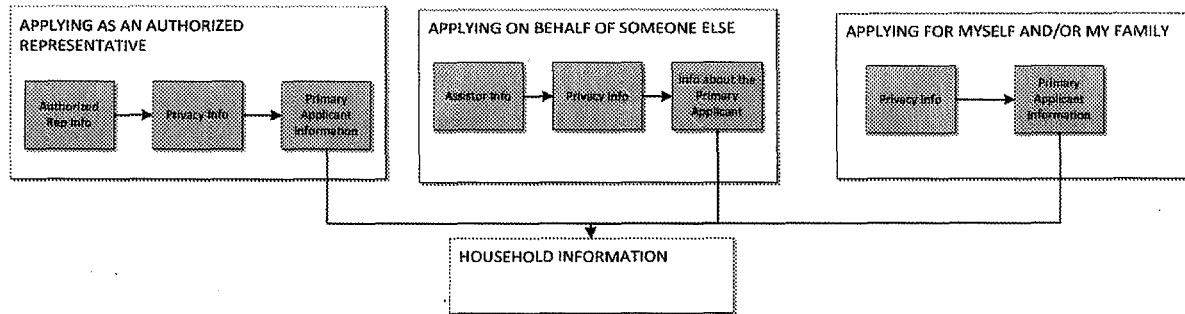 APPLYING AS AN AUTHORIZED
REPRESENTATIVE
Authorized
Rep Info
Privacy Info
Primary
Applicant
Information
APPLYING ON BEHALF OF SOMEONE ELSE
Assistor Info
Privacy Info
Info about the
Primary
Applicant
APPLYING FOR MYSELF AND/OR MY FAMILY
Privacy Info
Primary
Applicant
Information
HOUSEHOLD INFORMATION